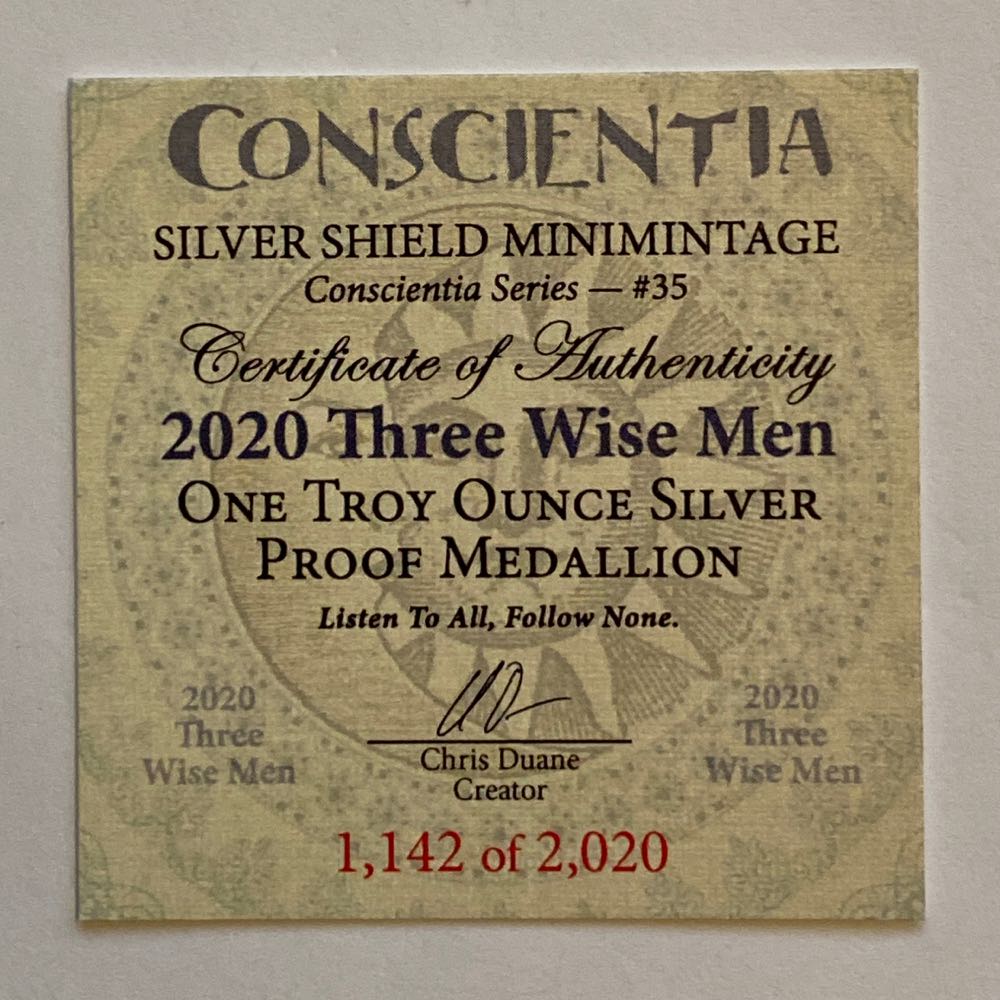 CONSCIENTIA
SILVER SHIELD MINIMINTAGE
Conscientia Series — #35
Certificate of Authenticity
2020 Three Wise Men
ONE TROY OUNCE SILVER
PROOF MEDALLION
Listen To All, Follow None.
2020
Three
Wise Men
Chris Duane
Creator
2020
Three
Wise Men
1,142 of 2,020